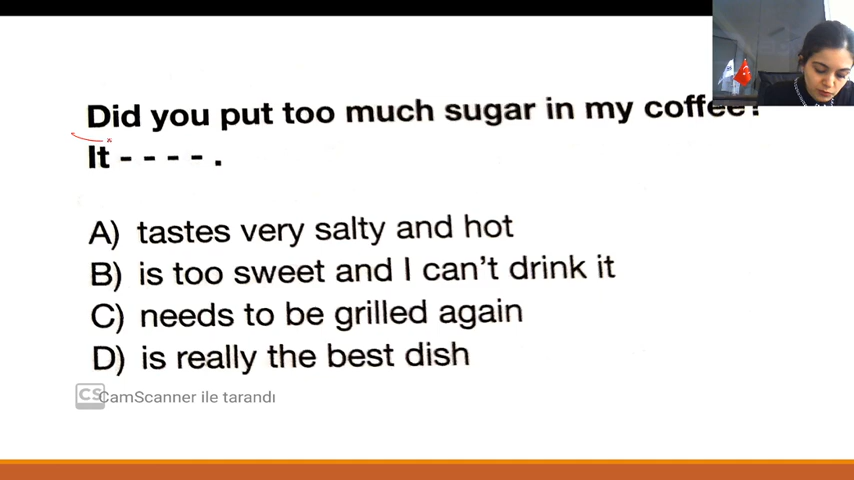 Did you put too much sugar in my coffee?
It - - - - .
A) tastes very salty and hot
B) is too sweet and I can't drink it
C) needs to be grilled again
D) is really the best dish
CS CamScanner ile tarandı